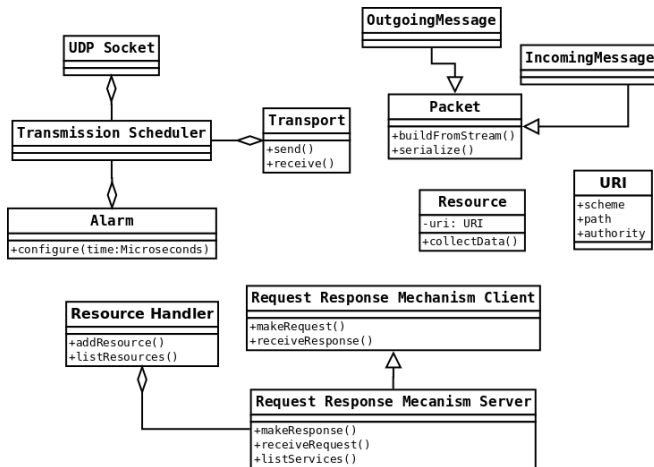 OutgoingMessage
UDP Socket
IncomingMessage
Packet
+buildFromStream()
+serialize()
Transmission Scheduler
Transport
+send()
+receive()
Resource
-uri: URI
+collectData()
URI
+scheme
+path
+authority
Alarm
+configure(time:Microseconds)
Resource Handler
+addResource()
+listResources()
Request Response Mechanism Client
+makeRequest()
+receiveResponse()
Request Response Mecanism Server
+makeResponse()
+receiveRequest()
+listServices()